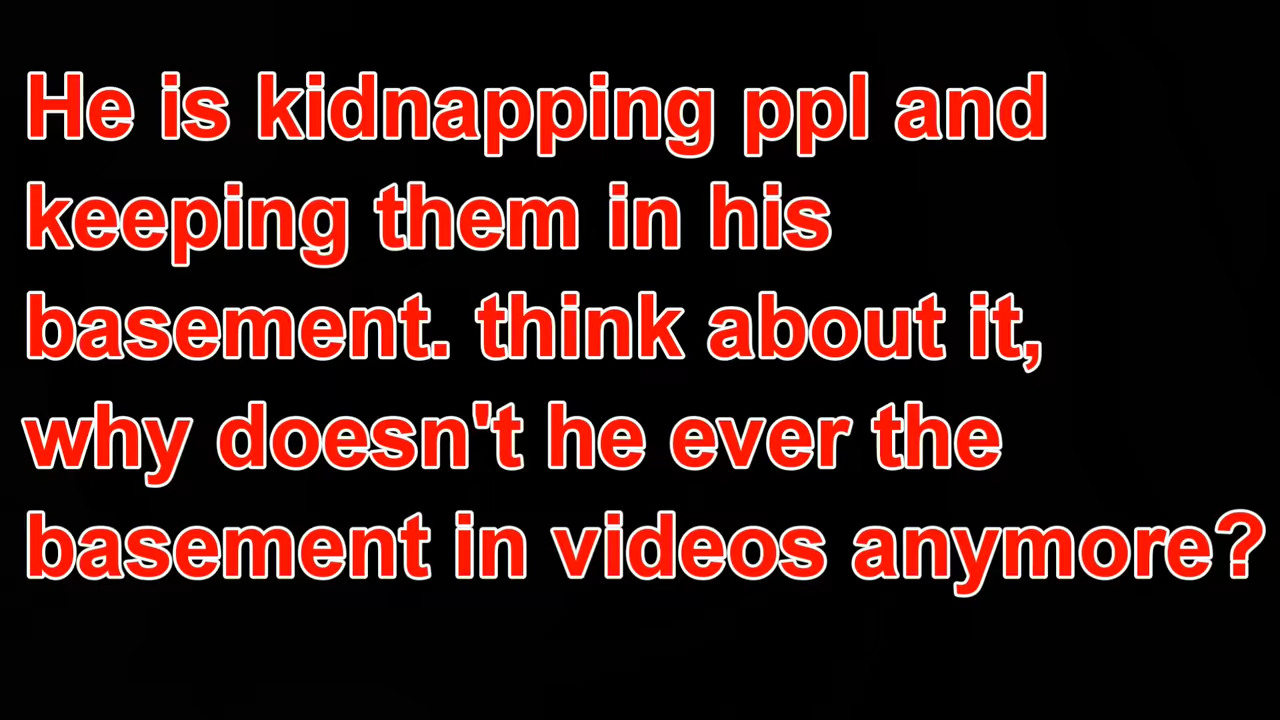 He is kidnapping ppl and
keeping them in his
basement. think about it,
why doesn't he ever the
basement in videos anymore?